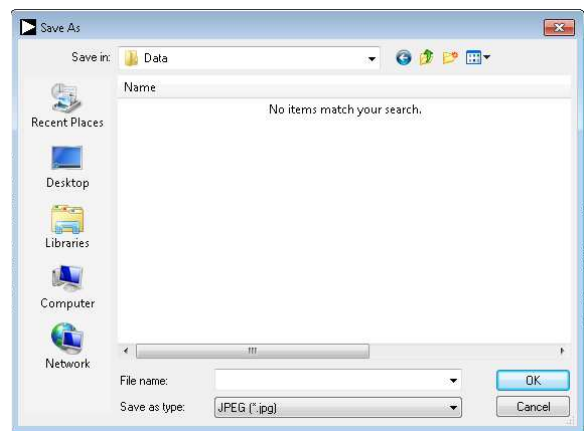 Save As
Save in:
Data
Name
No items match your search.
Recent Places
Desktop
Libraries
Computer
Network
File name:
OK
Save as type:
JPEG (*.jpg)
Cancel